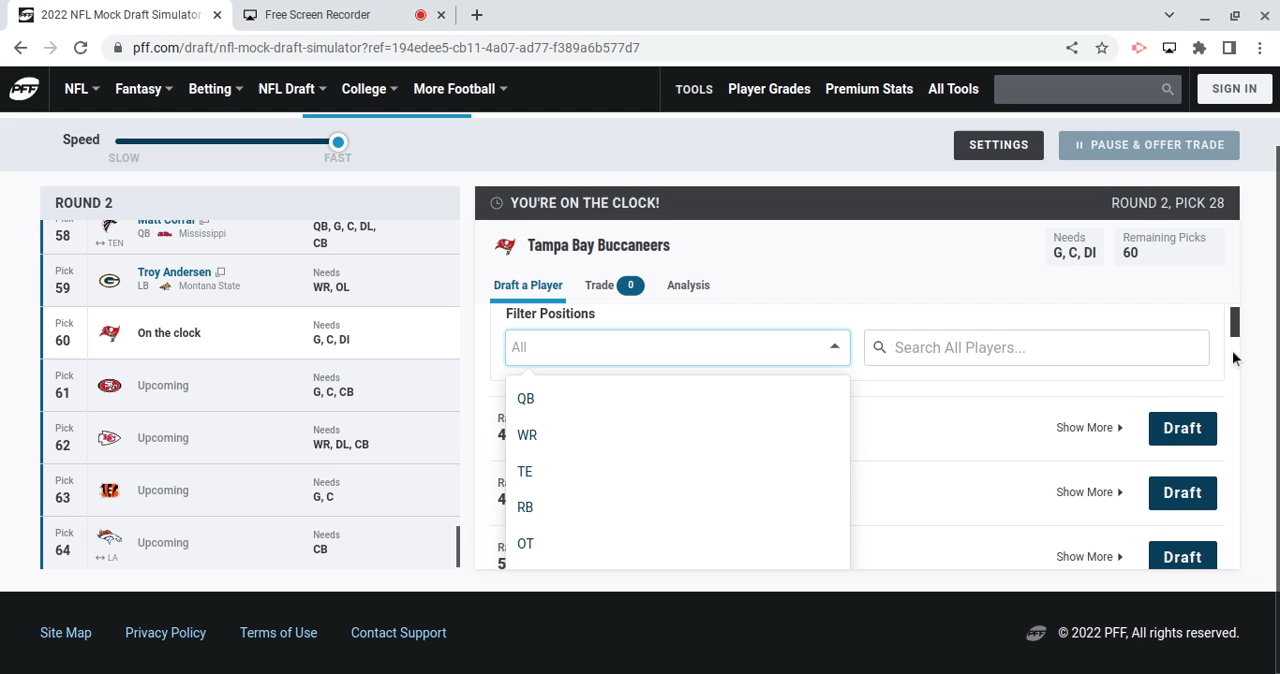 2022 NFL Mock Draft Simulator
Free Screen Recorder
pff.com/draft/nfl-mock-draft-simulator?ref=194edee5-cb11-4a07-ad77-f389a6b577d7
PFF
NFL
Fantasy
Betting
NFL Draft
College
More Football
TOOLS
Player Grades
Premium Stats
All Tools
SIGN IN
Speed
SLOW
FAST
SETTINGS
PAUSE & OFFER TRADE
ROUND 2
58
TEN
Matt Corral
QB
Mississippi
QB, G, C, DL,
CB
Pick
59
Troy Andersen
LB
Montana State
Needs
WR, OL
Pick
60
On the clock
Needs
G, C, DI
Pick
61
Upcoming
Needs
G, C, CB
Pick
62
Upcoming
Needs
WR, DL, CB
Pick
63
Upcoming
Needs
G, C
Pick
64
LA
Upcoming
Needs
CB
YOU'RE ON THE CLOCK!
ROUND 2, PICK 28
Tampa Bay Buccaneers
Needs
G, C, DI
Remaining Picks
60
Draft a Player
Trade 0
Analysis
Filter Positions
All
Search All Players...
QB
WR
TE
RB
OT
Show More
Draft
Show More
Draft
Show More
Draft
Site Map
Privacy Policy
Terms of Use
Contact Support
PFF
© 2022 PFF, All rights reserved.